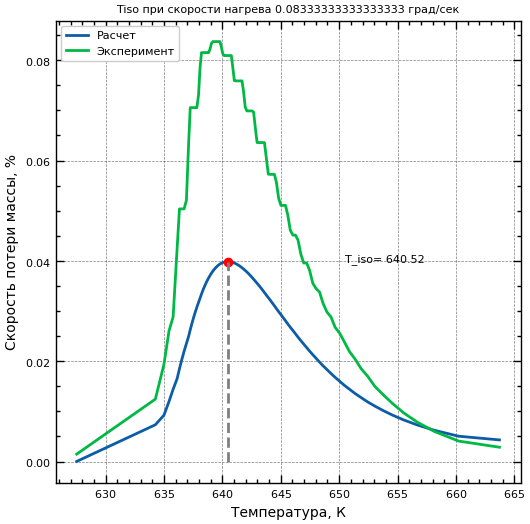 Tiso при скорости нагрева 0.08333333333333333 град/сек
Расчет
Эксперимент
Скорость потери массы, %
0.08
0.06
0.04
0.02
0.00
T_iso= 640.52
630
635
640
645
650
655
660
665
Температура, К